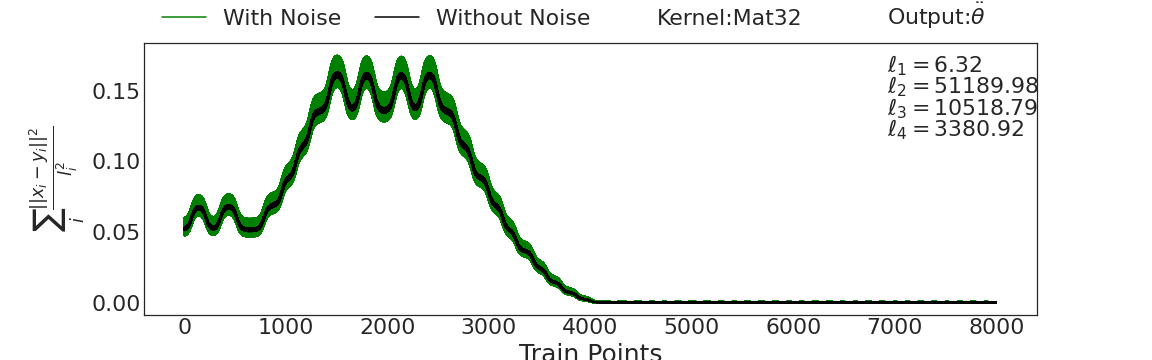 With Noise Without Noise Kernel:Mat32 Output:θ̈
ℓ₁ = 6.32
ℓ₂ = 51189.98
ℓ₃ = 10518.79
ℓ₄ = 3380.92
0.15
0.10
0.05
0.00
∑ᵢ ||xᵢ − yᵢ||² / lᵢ²
0 1000 2000 3000 4000 5000 6000 7000 8000
Train Points